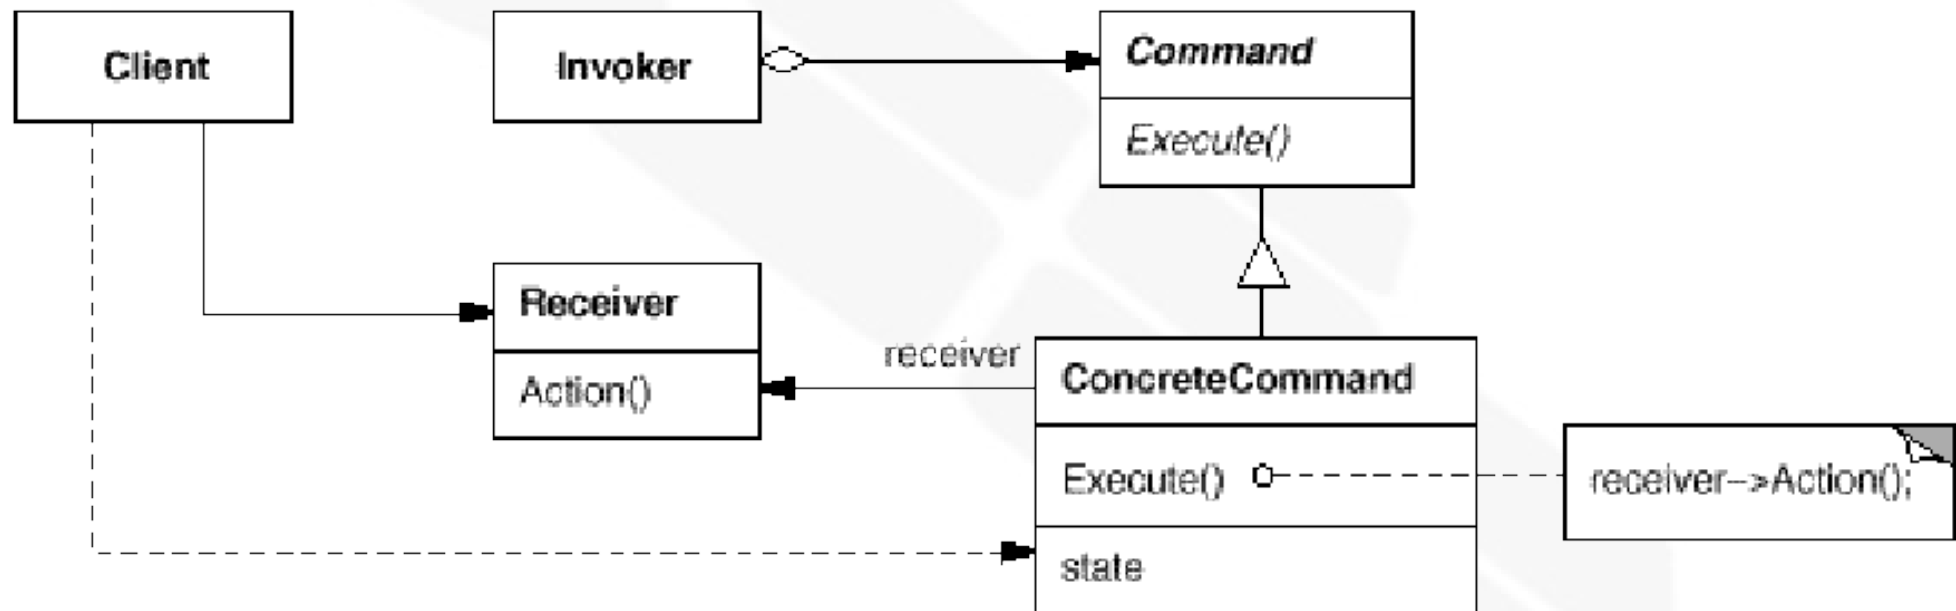 Client
Invoker
Command
Execute()
Receiver
Action()
receiver
ConcreteCommand
Execute()
receiver-->Action();
state